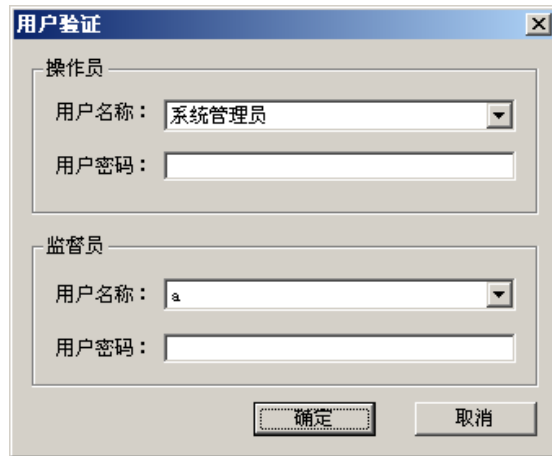 用户验证
操作员
用户名称： 系统管理员
用户密码：
监督员
用户名称： a
用户密码：
确定 取消